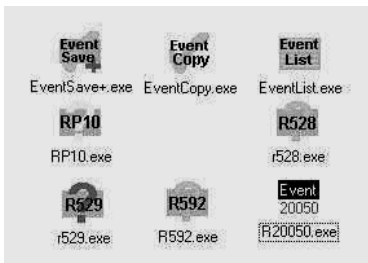 Event Save
Event Copy
Event List
EventSave+.exe EventCopy.exe EventList.exe
RP10 R528
RP10.exe r528.exe
R529 R592 Event 20050
r529.exe R592.exe R20050.exe